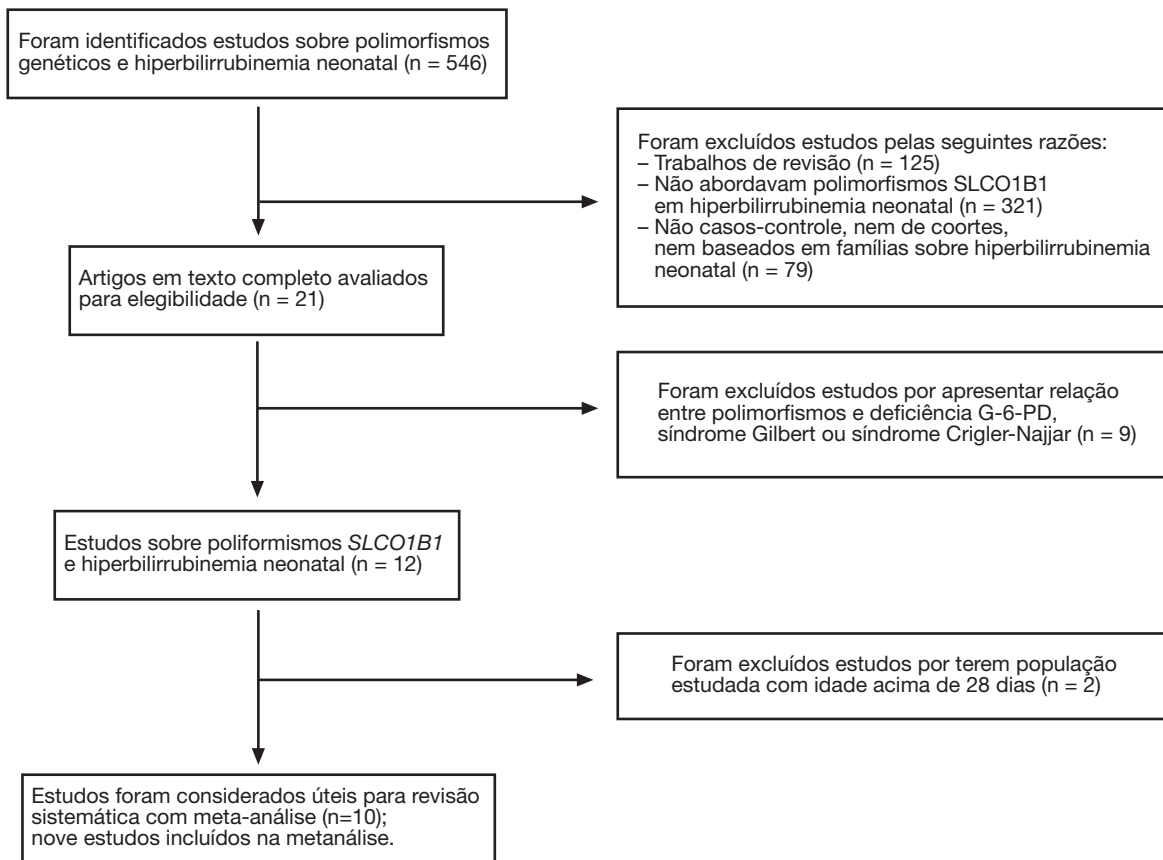 Foram identificados estudos sobre polimorfismos
genéticos e hiperbilirrubinemia neonatal (n = 546)
Foram excluídos estudos pelas seguintes razões:
– Trabalhos de revisão (n = 125)
– Não abordavam polimorfismos SLCO1B1
em hiperbilirrubinemia neonatal (n = 321)
– Não casos-controle, nem de coortes,
nem baseados em famílias sobre hiperbilirrubinemia
neonatal (n = 79)
Artigos em texto completo avaliados
para elegibilidade (n = 21)
Foram excluídos estudos por apresentar relação
entre polimorfismos e deficiência G-6-PD,
síndrome Gilbert ou síndrome Crigler-Najjar (n = 9)
Estudos sobre poliformismos SLCO1B1
e hiperbilirrubinemia neonatal (n = 12)
Foram excluídos estudos por terem população
estudada com idade acima de 28 dias (n = 2)
Estudos foram considerados úteis para revisão
sistemática com meta-análise (n=10);
nove estudos incluídos na metanálise.